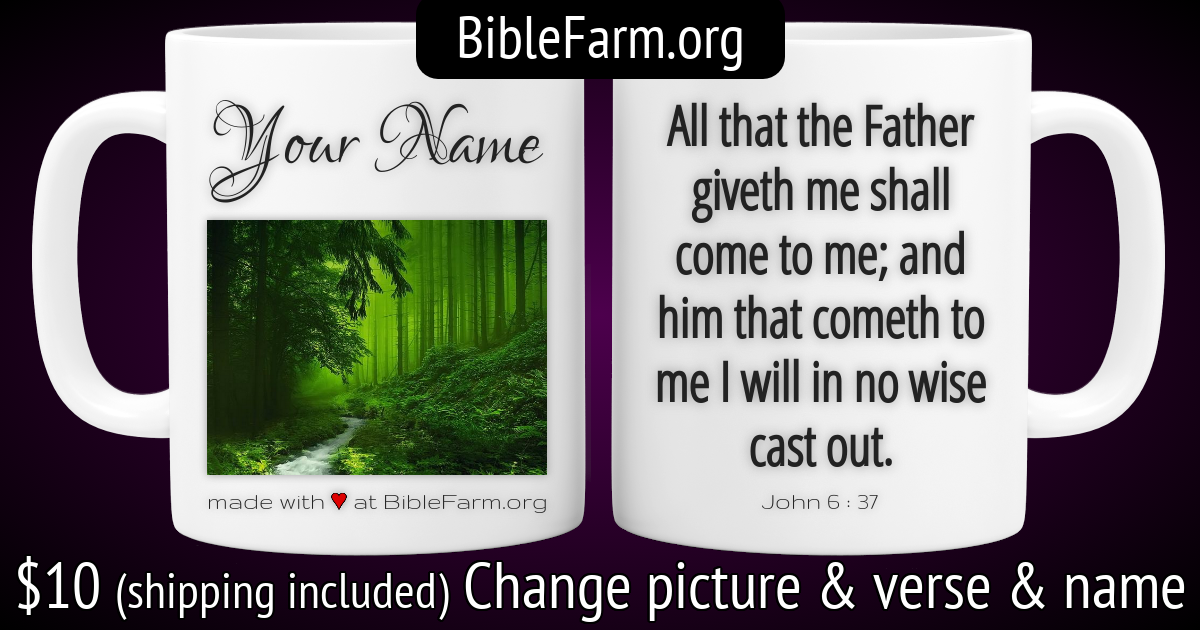 BibleFarm.org
Your Name
made with ♥ at BibleFarm.org
All that the Father
giveth me shall
come to me; and
him that cometh to
me I will in no wise
cast out.
John 6 : 37
$10 (shipping included) Change picture & verse & name